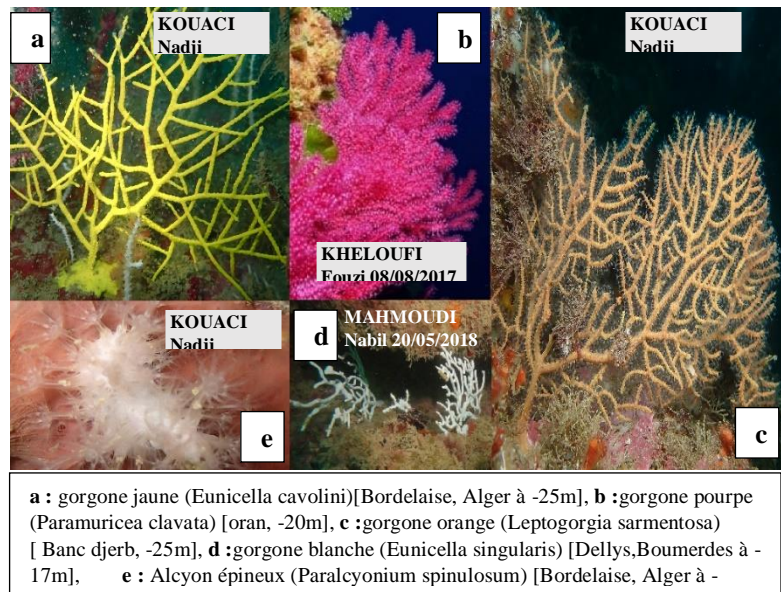 a
KOUACI
Nadji
b
KOUACI
Nadji
KHELOUFI
Fouzi 08/08/2017
KOUACI
Nadji
d
MAHMOUDI
Nabil 20/05/2018
e
c
a : gorgone jaune (Eunicella cavolini)[Bordelaise, Alger à -25m], b :gorgone pourpe
(Paramuricea clavata) [oran, -20m], c :gorgone orange (Leptogorgia sarmentosa)
[ Banc djerb, -25m], d :gorgone blanche (Eunicella singularis) [Dellys,Boumerdes à -
17m], e : Alcyon épineux (Paralcyonium spinulosum) [Bordelaise, Alger à -